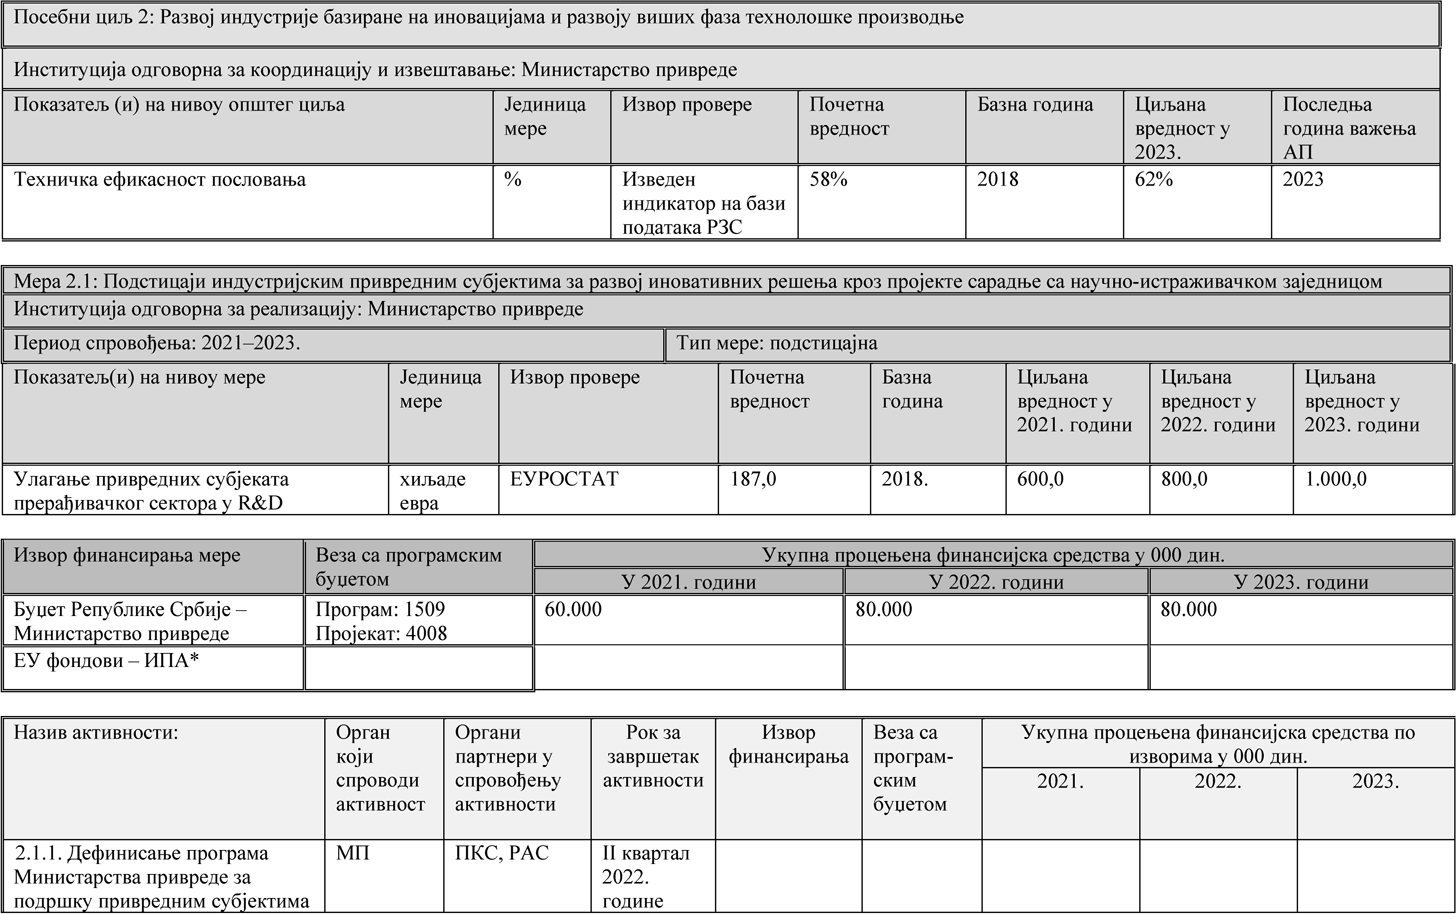 Посебни циљ 2: Развој индустрије базиране на иновацијама и развоју виших фаза технолошке производње
Институција одговорна за координацију и извештавање: Министарство привреде
Показатељ (и) на нивоу општег циља
Јединица
мере
Извор провере
Почетна
вредност
Базна година
Циљана
вредност у
2023.
Последња
година важења
АП
Техничка ефикасност пословања
%
Изведен
индикатор на бази
података РЗС
58%
2018
62%
2023
Мера 2.1: Подстицаји индустријским привредним субјектима за развој иновативних решења кроз пројекте сарадње са научно-истраживачком заједницом
Институција одговорна за реализацију: Министарство привреде
Период спровођења: 2021–2023.
Тип мере: подстицајна
Показатељ(и) на нивоу мере
Јединица
мере
Извор провере
Почетна
вредност
Базна
година
Циљана
вредност у
2021. години
Циљана
вредност у
2022. години
Циљана
вредност у
2023. години
Улагање привредних субјеката
прерађивачког сектора у R&D
хиљаде
евра
ЕУРОСТАТ
187,0
2018.
600,0
800,0
1.000,0
Извор финансирања мере
Веза са програмским
буџетом
Укупна процењена финансијска средства у 000 дин.
У 2021. години
У 2022. години
У 2023. години
Буџет Републике Србије –
Министарство привреде
Програм: 1509
Пројекат: 4008
60.000
80.000
80.000
ЕУ фондови – ИПА*
Назив активности:
Орган
који
спроводи
активност
Органи
партнери у
спровођењу
активности
Рок за
завршетак
активности
Извор
финансирања
Веза са
програм-
ским
буџетом
Укупна процењена финансијска средства по
изворима у 000 дин.
2021.
2022.
2023.
2.1.1. Дефинисање програма
Министарства привреде за
подршку привредним субјектима
МП
ПКС, РАС
II квартал
2022.
године